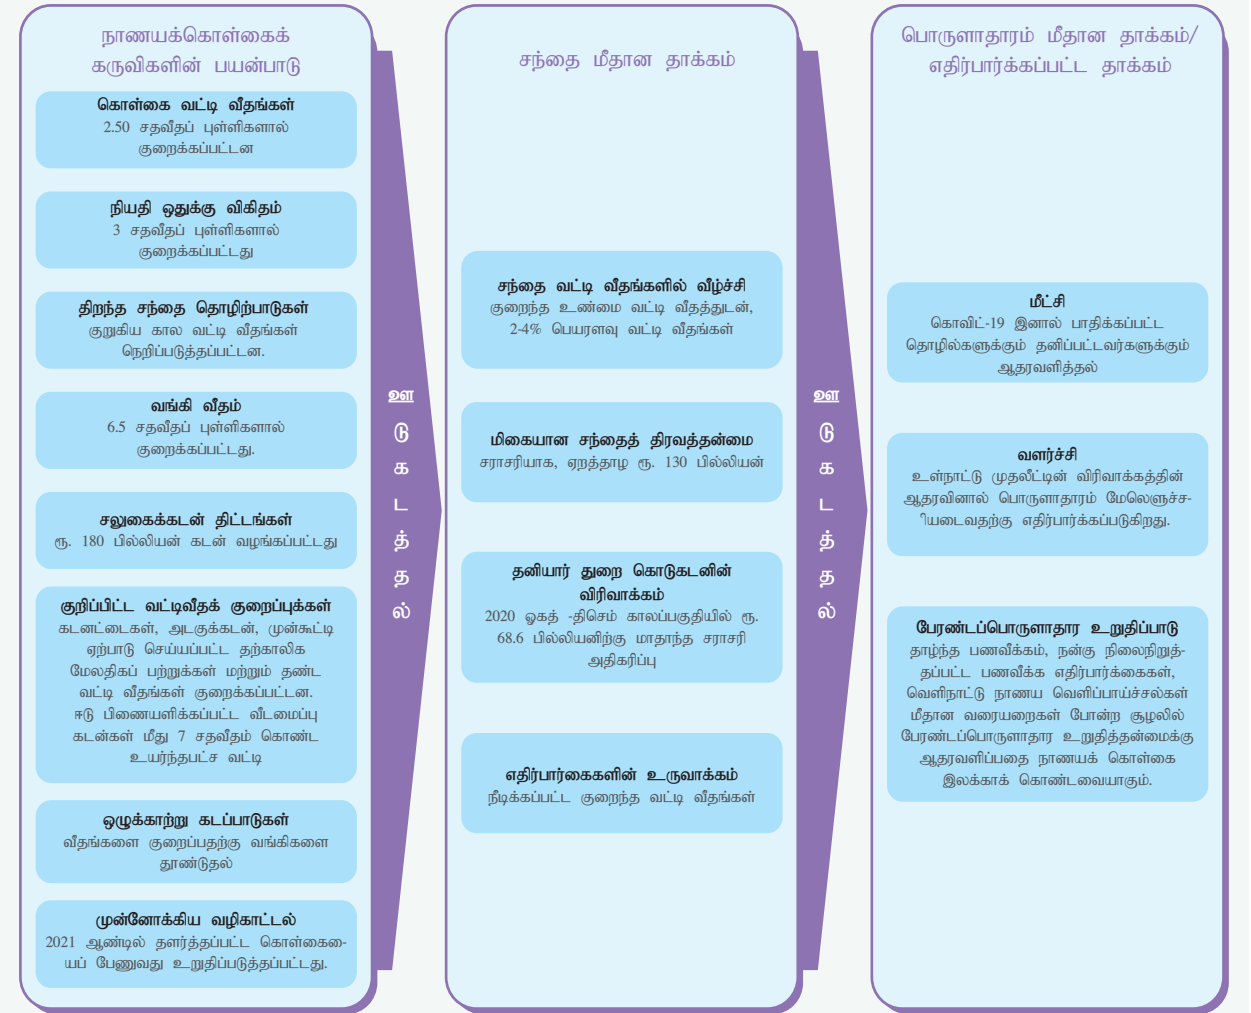 நாணயக்கொள்கைக்
கருவிகளின் பயன்பாடு
கொள்கை வட்டி வீதங்கள்
2.50 சதவீதப் புள்ளிகளால்
குறைக்கப்பட்டன
நியதி ஒதுக்கு விகிதம்
3 சதவீதப் புள்ளிகளால்
குறைக்கப்பட்டது
திறந்த சந்தை தொழிற்பாடுகள்
குறுகிய கால வட்டி வீதங்கள்
நெறிப்படுத்தப்பட்டன.
வங்கி வீதம்
6.5 சதவீதப் புள்ளிகளால்
குறைக்கப்பட்டது.
சலுகைக்கடன் திட்டங்கள்
ரூ. 180 பில்லியன் கடன் வழங்கப்பட்டது
குறிப்பிட்ட வட்டிவீதக் குறைப்புக்கள்
கடனட்டைகள், அடகுக்கடன், முன்கூட்டி
ஏற்பாடு செய்யப்பட்ட தற்காலிக
மேலதிகப் பற்றுக்கள் மற்றும் தண்ட
வட்டி வீதங்கள் குறைக்கப்பட்டன.
ஈடு பிணையளிக்கப்பட்ட வீடமைப்பு
கடன்கள் மீது 7 சதவீதம் கொண்ட
உயர்ந்தபட்ச வட்டி
ஒழுக்காற்று கடப்பாடுகள்
வீதங்களை குறைப்பதற்கு வங்கிகளை
தூண்டுதல்
முன்னோக்கிய வழிகாட்டல்
2021 ஆண்டில் தளர்த்தப்பட்ட கொள்கைை-
யப் பேணுவது உறுதிப்படுத்தப்பட்டது.
ஊ
டு
க
ட
த்
த
ல்
சந்தை மீதான தாக்கம்
சந்தை வட்டி வீதங்களில் வீழ்ச்சி
குறைந்த உண்மை வட்டி வீதத்துடன்,
2-4% பெயரளவு வட்டி வீதங்கள்
மிகையான சந்தைத் திரவத்தன்மை
சராசரியாக, ஏறத்தாழ ரூ. 130 பில்லியன்
தனியார் துறை கொடுகடனின்
விரிவாக்கம்
2020 ஓகத் -திசெம் காலப்பகுதியில் ரூ.
68.6 பில்லியனிற்கு மாதாந்த சராசரி
அதிகரிப்பு
எதிர்பார்கைகளின் உருவாக்கம்
நீடிக்கப்பட்ட குறைந்த வட்டி வீதங்கள்
ஊ
டு
க
ட
த்
த
ல்
பொருளாதாரம் மீதான தாக்கம்/
எதிர்பார்க்கப்பட்ட தாக்கம்
மீட்சி
கொவிட்-19 இனால் பாதிக்கப்பட்ட
தொழில்களுக்கும் தனிப்பட்டவர்களுக்கும்
ஆதரவளித்தல்
வளர்ச்சி
உள்நாட்டு முதலீட்டின் விரிவாக்கத்தின்
ஆதரவினால் பொருளாதாரம் மேலெளுச்ச-
ியடைவதற்கு எதிர்பார்க்கப்படுகிறது.
பேரண்டப்பொருளாதார உறுதிப்பாடு
தாழ்ந்த பணவீக்கம், நன்கு நிலைநிறுத்-
தப்பட்ட பணவீக்க எதிர்பார்க்கைகள்,
வெளிநாட்டு நாணய வெளிப்பாய்ச்சல்கள்
மீதான வரையறைகள் போன்ற சூழலில்
பேரண்டப்பொருளாதார உறுதித்தன்மைக்கு
ஆதரவளிப்பதை நாணயக் கொள்கை
இலக்காக் கொண்டவையாகும்.